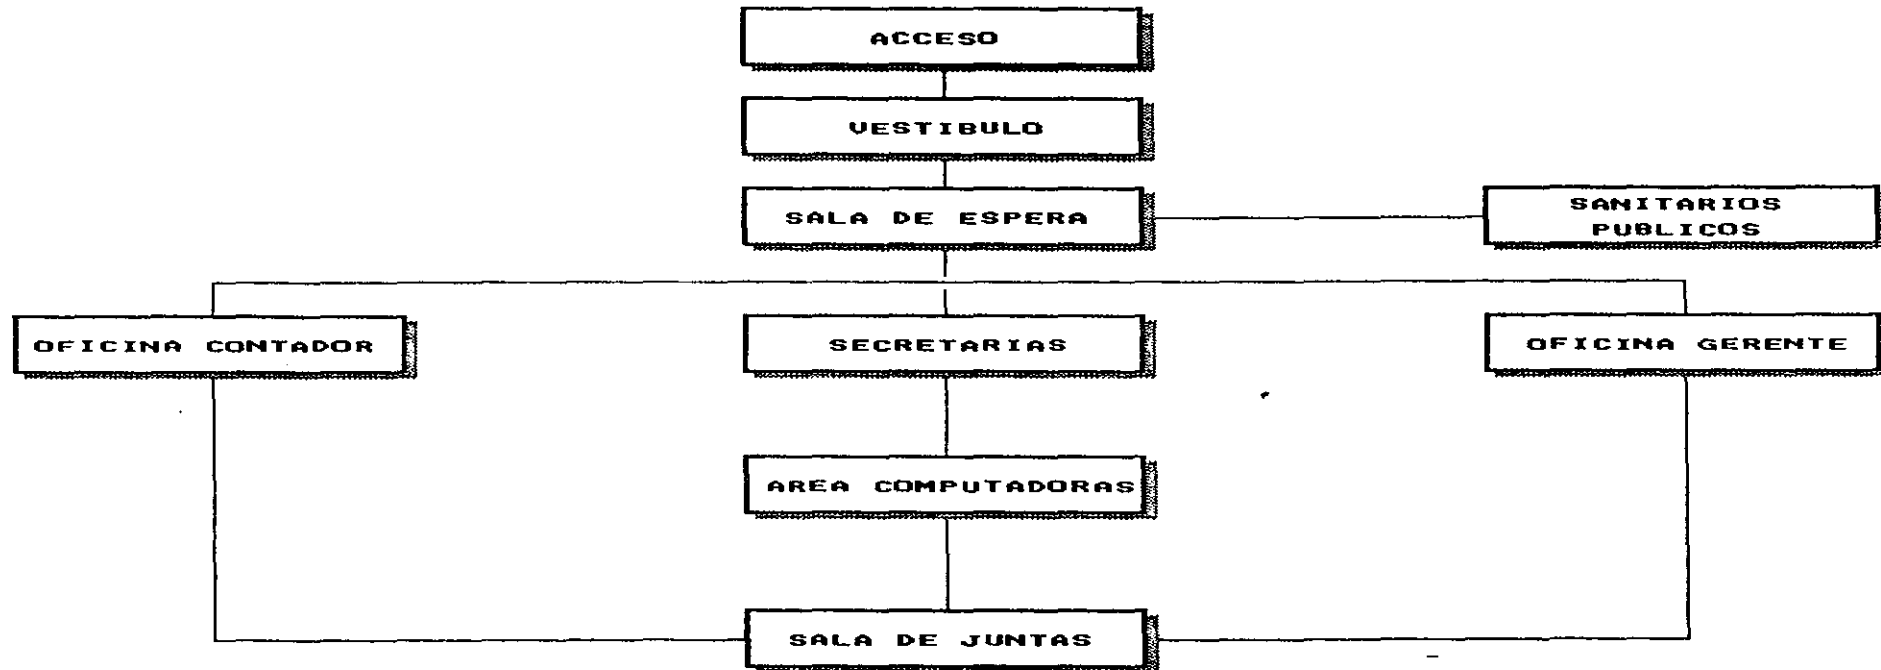 ACCESO
VESTIBULO
SALA DE ESPERA
SANITARIOS
PUBLICOS
OFICINA CONTADOR
SECRETARIAS
OFICINA GERENTE
AREA COMPUTADORAS
SALA DE JUNTAS